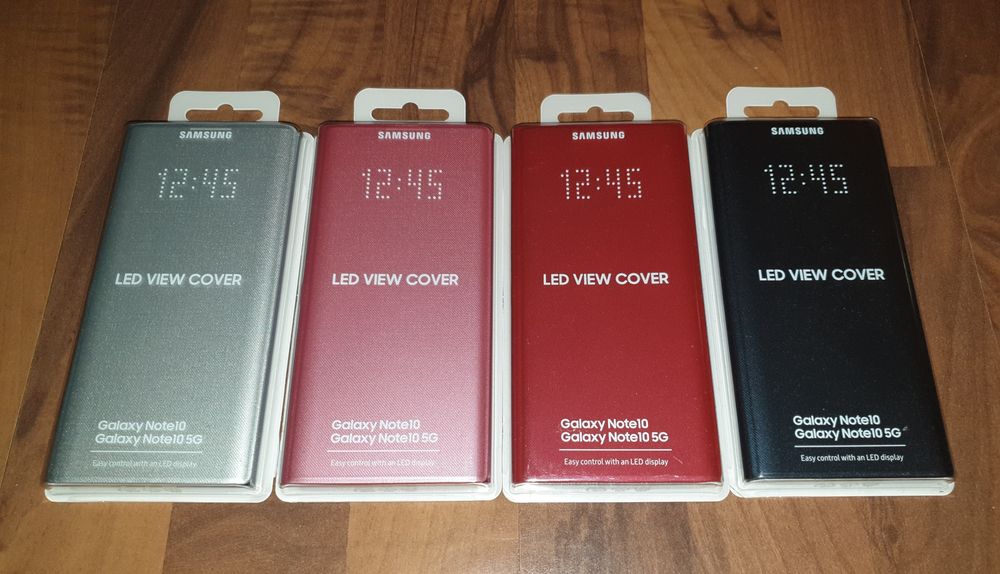 SAMSUNG
12:45
LED VIEW COVER
Galaxy Note10
Galaxy Note10 5G
Easy control with an LED display
SAMSUNG
12:45
LED VIEW COVER
Galaxy Note10
Galaxy Note10 5G
Easy control with an LED display
SAMSUNG
12:45
LED VIEW COVER
Galaxy Note10
Galaxy Note10 5G
Easy control with an LED display
SAMSUNG
12:45
LED VIEW COVER
Galaxy Note10
Galaxy Note10 5G
Easy control with an LED display